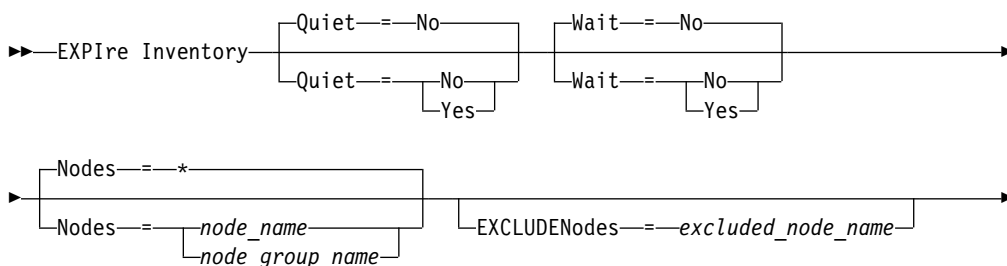 Quiet = No Wait = No
EXPIre Inventory
Quiet = No Wait = No
Yes Yes
Nodes = *
Nodes = node_name EXCLUDENodes = excluded_node_name
node_group_name